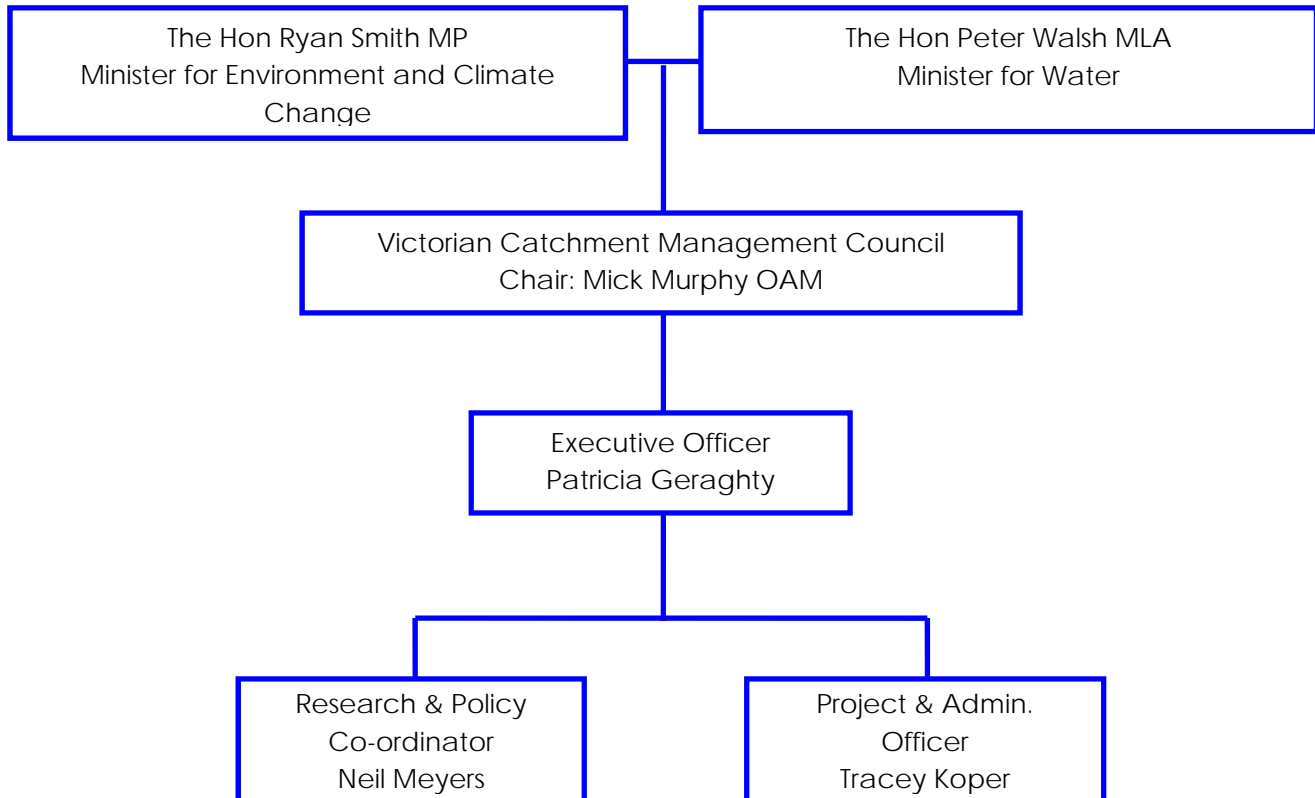 The Hon Ryan Smith MP
Minister for Environment and Climate
Change
The Hon Peter Walsh MLA
Minister for Water
Victorian Catchment Management Council
Chair: Mick Murphy OAM
Executive Officer
Patricia Geraghty
Research & Policy
Co-ordinator
Neil Meyers
Project & Admin.
Officer
Tracey Koper